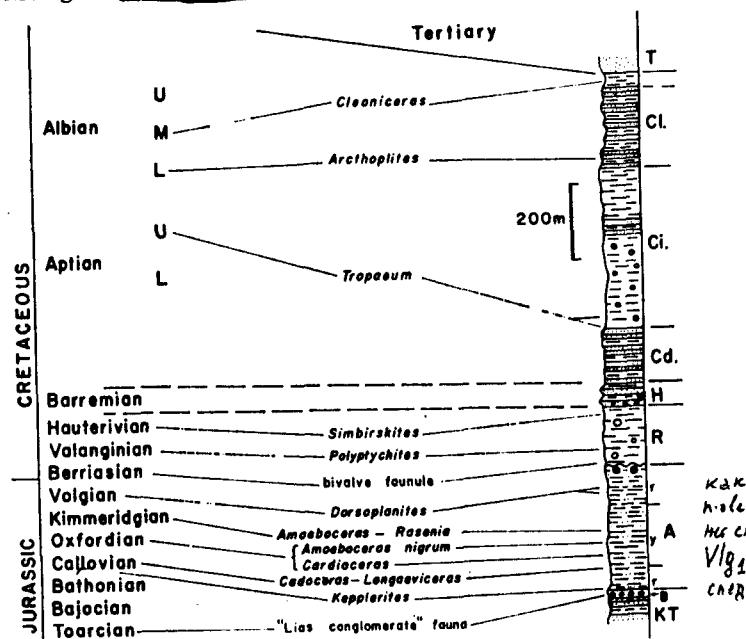 Tertiary
T
U
Cleoniceras
Albian M
Cl.
L Arcthoplites
200m
U
Ci.
Aptian
Tropaeum
L
CRETACEOUS
Cd.
Barremian
H
Hauterivian
Simbirskites
R
Valanginian Polyptychites
Berriasian bivalve faunule
Volgian
r
Dorsoplanites
Kimmeridgian Amoeboceras - Rasenia
A
Oxfordian Amoeboceras nigrum
y
Cardioceras
Callovian Cadoceras-Lengaeviceras
r
Bathonian Kepplerites
B
Bajocian
KT
JURASSIC
Toarcian "Lias conglomerate" fauna
как